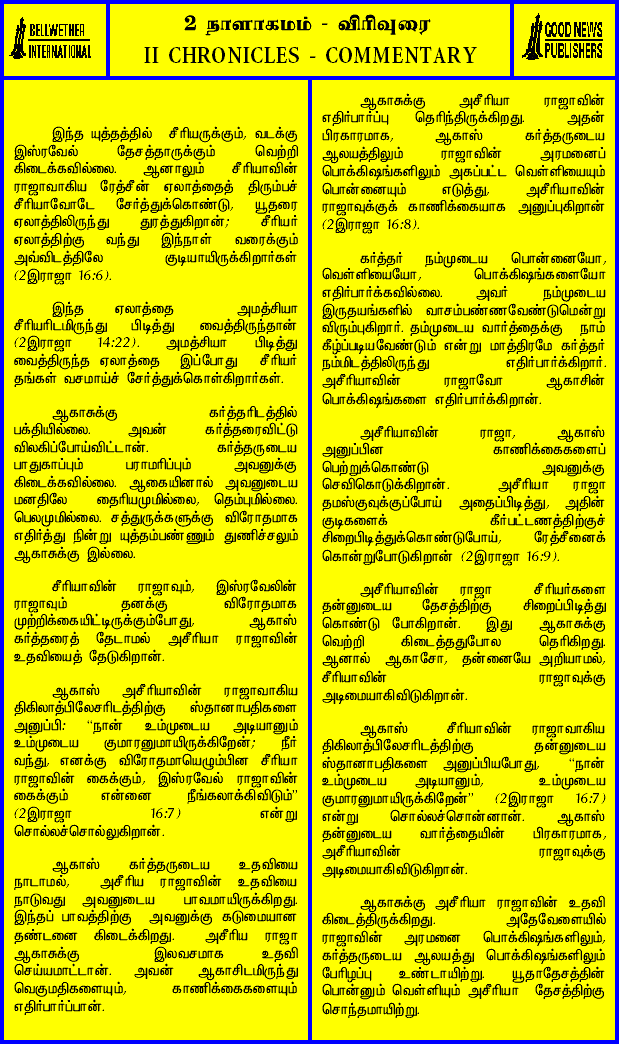 BELLWETHER
INTERNATIONAL
2 நாளாகமம் - விரிவுரை
II CHRONICLES - COMMENTARY
GOOD NEWS
PUBLISHERS
இந்த யுத்தத்தில் சீரியருக்கும், வடக்கு
இஸ்ரவேல் தேசத்தாருக்கும் வெற்றி
கிடைக்கவில்லை. ஆனாலும் சீரியாவின்
ராஜாவாகிய ரேத்சீன் ஏலாத்தைத் திரும்பச்
சீரியாவோடே சேர்த்துக்கொண்டு, யூதரை
ஏலாத்திலிருந்து துரத்துகிறான்; சீரியர்
ஏலாத்திற்கு வந்து இந்நாள் வரைக்கும்
அவ்விடத்திலே குடியாயிருக்கிறார்கள்
(2இராஜா 16:6).
இந்த ஏலாத்தை அமத்சியா
சீரியரிடமிருந்து பிடித்து வைத்திருந்தான்
(2இராஜா 14:22). அமத்சியா பிடித்து
வைத்திருந்த ஏலாத்தை இப்போது சீரியர்
தங்கள் வசமாய்ச் சேர்த்துக்கொள்கிறார்கள்.
ஆகாசுக்கு கர்த்தரிடத்தில்
பக்தியில்லை. அவன் கர்த்தரைவிட்டு
விலகிப்போய்விட்டான். கர்த்தருடைய
பாதுகாப்பும் பராமரிப்பும் அவனுக்கு
கிடைக்கவில்லை. ஆகையினால் அவனுடைய
மனதிலே தைரியமுமில்லை, தெம்புமில்லை.
பெலமுமில்லை. சத்துருக்களுக்கு விரோதமாக
எதிர்த்து நின்று யுத்தம்பண்ணும் துணிச்சலும்
ஆகாசுக்கு இல்லை.
சீரியாவின் ராஜாவும், இஸ்ரவேலின்
ராஜாவும் தனக்கு விரோதமாக
முற்றிக்கையிட்டிருக்கும்போது, ஆகாஸ்
கர்த்தரைத் தேடாமல் அசீரியா ராஜாவின்
உதவியைத் தேடுகிறான்.
ஆகாஸ் அசீரியாவின் ராஜாவாகிய
திகிலாத்பிலேசரிடத்திற்கு ஸ்தானாபதிகளை
அனுப்பி: "நான் உம்முடைய அடியானும்
உம்முடைய குமாரனுமாயிருக்கிறேன்; நீர்
வந்து, எனக்கு விரோதமாயெழும்பின சீரியா
ராஜாவின் கைக்கும், இஸ்ரவேல் ராஜாவின்
கைக்கும் என்னை நீங்கலாக்கிவிடும்"
(2இராஜா 16:7) என்று
சொல்லச்சொல்லுகிறான்.
ஆகாஸ் கர்த்தருடைய உதவியை
நாடாமல், அசீரிய ராஜாவின் உதவியை
நாடுவது அவனுடைய பாவமாயிருக்கிறது.
இந்தப் பாவத்திற்கு அவனுக்கு கடுமையான
தண்டனை கிடைக்கிறது. அசீரிய ராஜா
ஆகாசுக்கு இலவசமாக உதவி
செய்யமாட்டான். அவன் ஆகாசிடமிருந்து
வெகுமதிகளையும், காணிக்கைகளையும்
எதிர்பார்ப்பான்.
ஆகாசுக்கு அசீரியா ராஜாவின்
எதிர்பார்ப்பு தெரிந்திருக்கிறது. அதன்
பிரகாரமாக, ஆகாஸ் கர்த்தருடைய
ஆலயத்திலும் ராஜாவின் அரமனைப்
பொக்கிஷங்களிலும் அகப்பட்ட வெள்ளியையும்
பொன்னையும் எடுத்து, அசீரியாவின்
ராஜாவுக்குக் காணிக்கையாக அனுப்புகிறான்
(2இராஜா 16:8).
கர்த்தர் நம்முடைய பொன்னையோ,
வெள்ளியையோ, பொக்கிஷங்களையோ
எதிர்பார்க்கவில்லை. அவர் நம்முடைய
இருதயங்களில் வாசம்பண்ணவேண்டுமென்று
விரும்புகிறார். தம்முடைய வார்த்தைக்கு நாம்
கீழ்ப்படியவேண்டும் என்று மாத்திரமே கர்த்தர்
நம்மிடத்திலிருந்து எதிர்பார்க்கிறார்.
அசீரியாவின் ராஜாவோ ஆகாசின்
பொக்கிஷங்களை எதிர்பார்க்கிறான்.
அசீரியாவின் ராஜா, ஆகாஸ்
அனுப்பின காணிக்கைகளைப்
பெற்றுக்கொண்டு அவனுக்கு
செவிகொடுக்கிறான். அசீரியா ராஜா
தமஸ்குவுக்குப்போய் அதைப்பிடித்து, அதின்
குடிகளைக் கீர்பட்டணத்திற்குச்
சிறைபிடித்துக்கொண்டுபோய், ரேத்சீனைக்
கொன்றுபோடுகிறான் (2இராஜா 16:9).
அசீரியாவின் ராஜா சீரியர்களை
தன்னுடைய தேசத்திற்கு சிறைப்பிடித்து
கொண்டு போகிறான். இது ஆகாசுக்கு
வெற்றி கிடைத்ததுபோல தெரிகிறது.
ஆனால் ஆகாசோ, தன்னையே அறியாமல்,
சீரியாவின் ராஜாவுக்கு
அடிமையாகிவிடுகிறான்.
ஆகாஸ் சீரியாவின் ராஜாவாகிய
திகிலாத்பிலேசரிடத்திற்கு தன்னுடைய
ஸ்தானாபதிகளை அனுப்பியபோது, "நான்
உம்முடைய அடியானும், உம்முடைய
குமாரனுமாயிருக்கிறேன்" (2இராஜா 16:7)
என்று சொல்லச்சொன்னான். ஆகாஸ்
தன்னுடைய வார்த்தையின் பிரகாரமாக,
அசீரியாவின் ராஜாவுக்கு
அடிமையாகிவிடுகிறான்.
ஆகாசுக்கு அசீரியா ராஜாவின் உதவி
கிடைத்திருக்கிறது. அதேவேளையில்
ராஜாவின் அரமனை பொக்கிஷங்களிலும்,
கர்த்தருடைய ஆலயத்து பொக்கிஷங்களிலும்
பேரிழப்பு உண்டாயிற்று. யூதாதேசத்தின்
பொன்னும் வெள்ளியும் அசீரியா தேசத்திற்கு
சொந்தமாயிற்று.